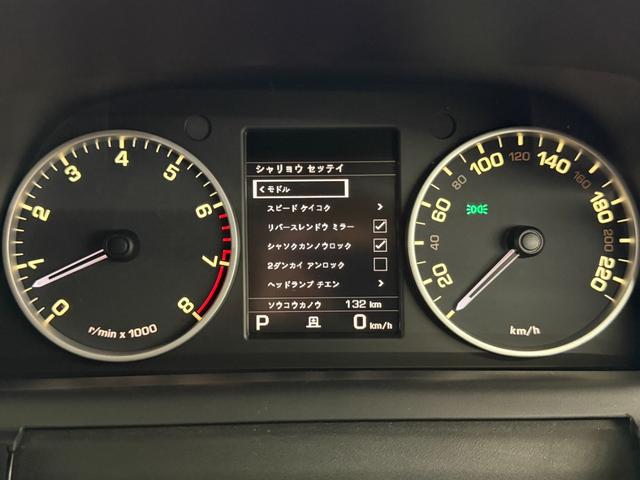 0
1
2
3
4
5
6
7
8
r/min x 1000
シャリョウ セッテイ
<モドル
スピード ケイコク >
リバースレンドウ ミラー
シャソクカンノウロック
2ダンカイ アンロック
ヘッドランプ チエン >
ソウコウカノウ 132 km
P 0 km/h
20
40
60
80
100
120
140
160
180
200
220
km/h